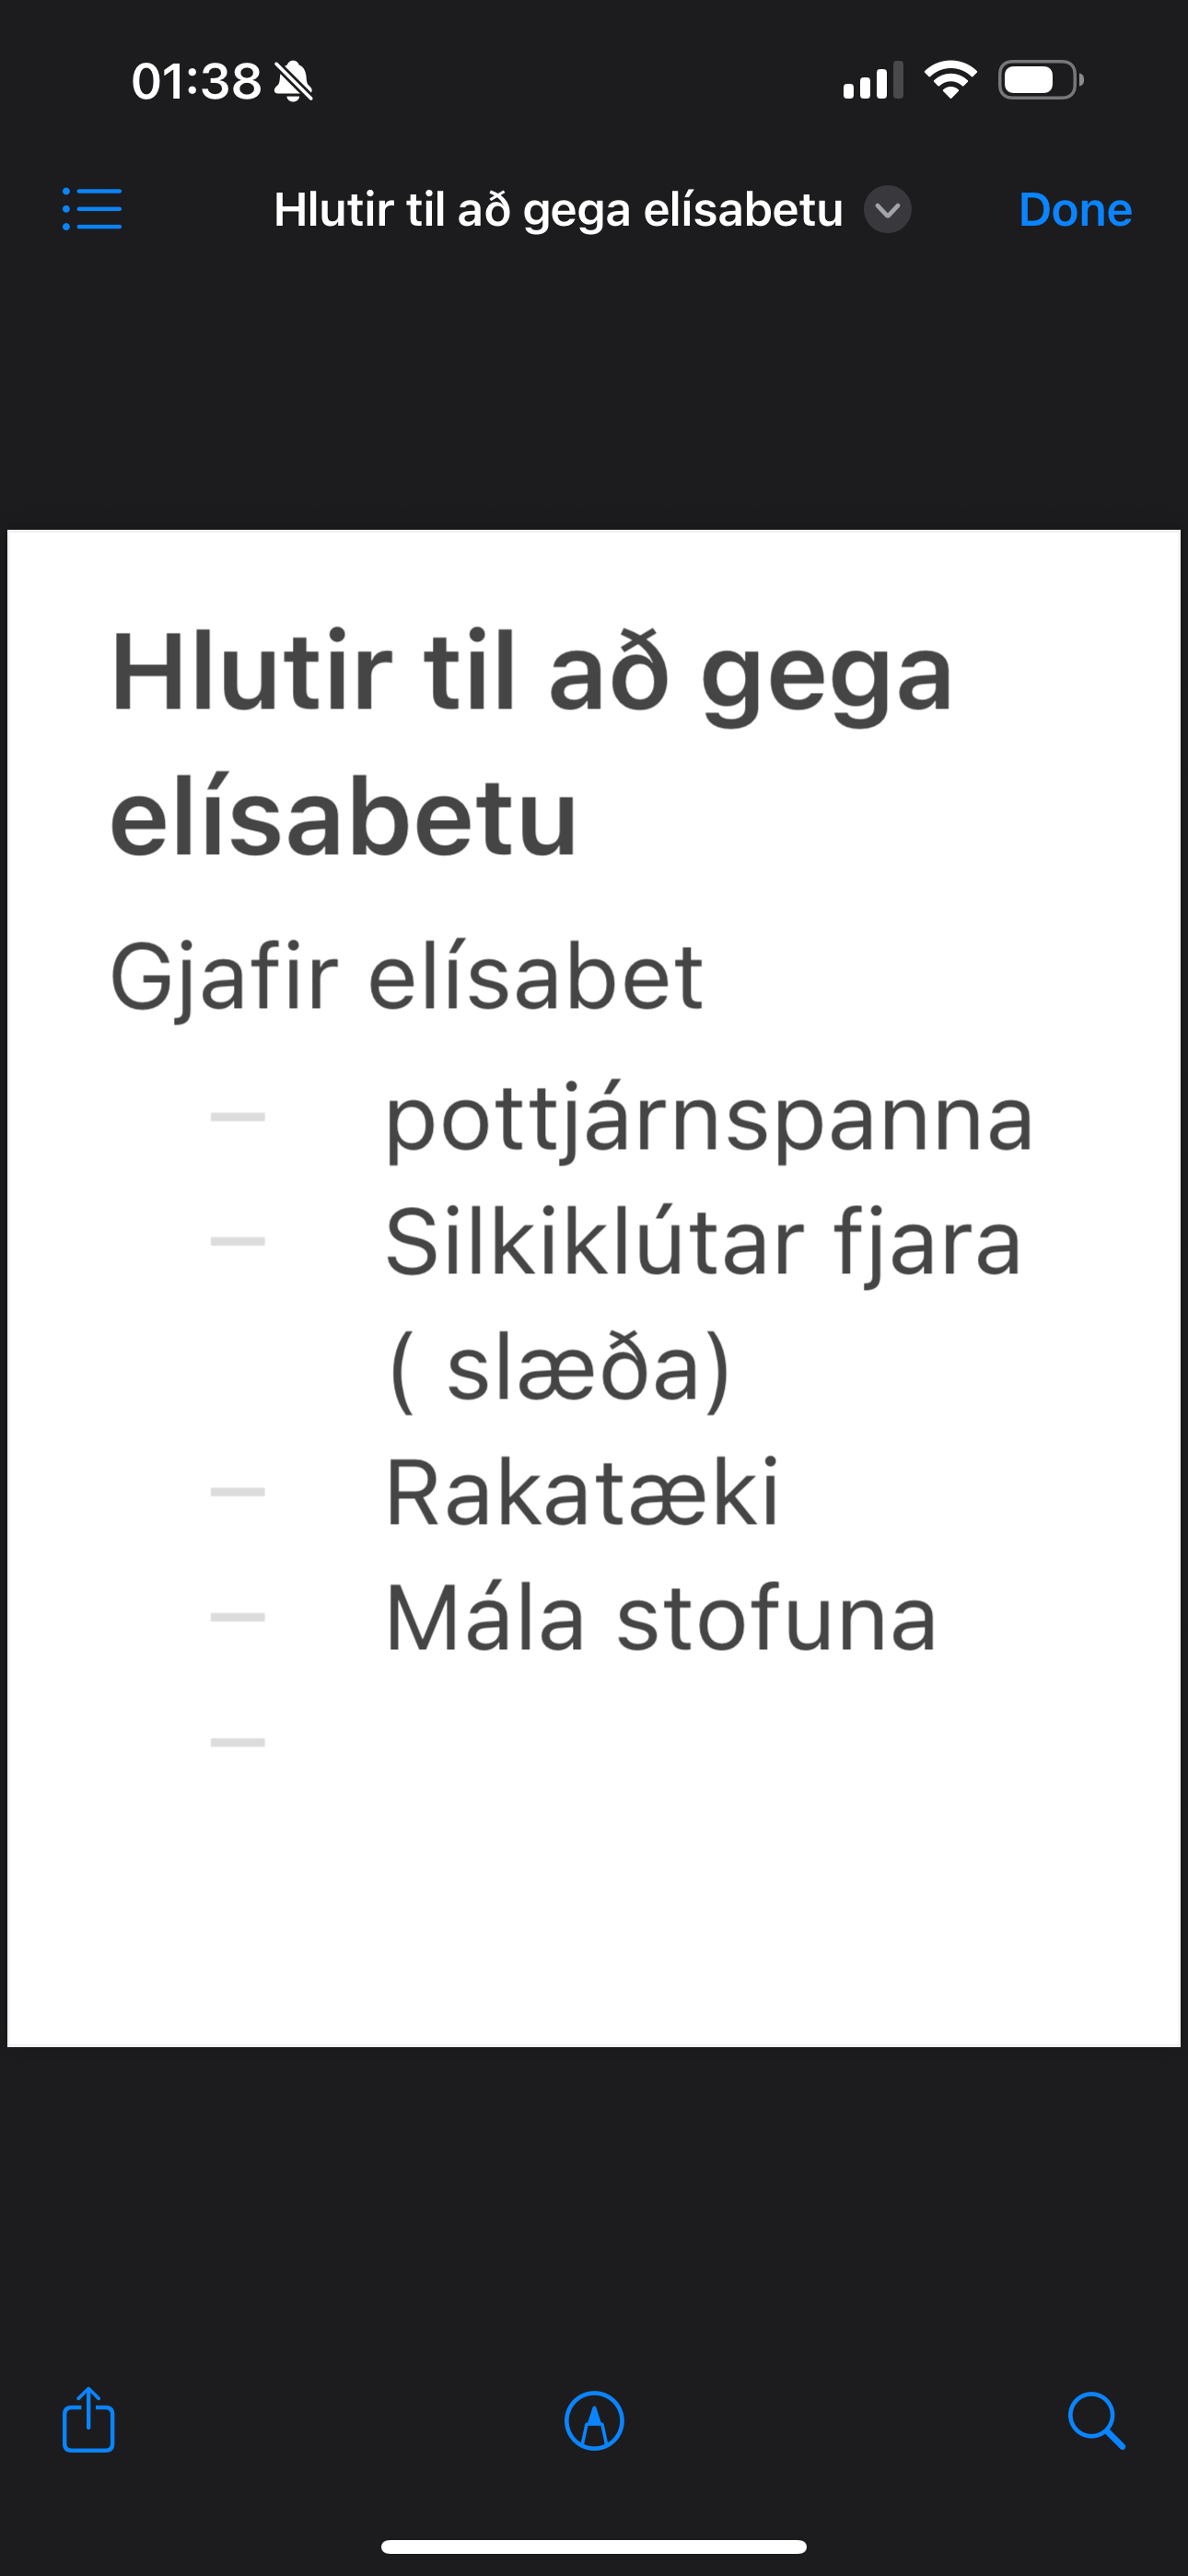 01:38
Hlutir til að gega elísabetu
Done
Hlutir til að gega
elísabetu
Gjafir elísabet
– pottjárnspanna
– Silkiklútar fjara
( slæða)
– Rakatæki
– Mála stofuna
–